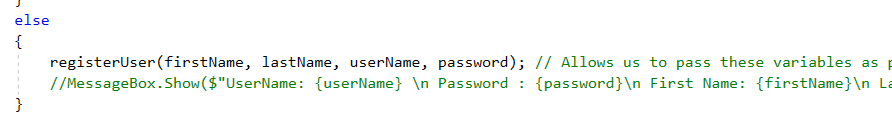 }
else
{
registerUser(firstName, lastName, userName, password); // Allows us to pass these variables as
//MessageBox.Show($"UserName: {userName} \n Password : {password}\n First Name: {firstName}\n
}